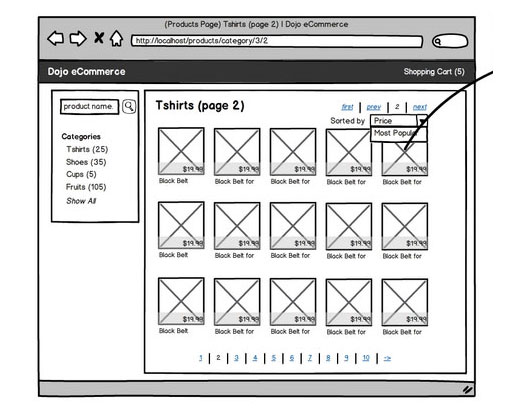 (Products Page) Tshirts (page 2) | Dojo eCommerce
http://localhost/products/category/3/2
Dojo eCommerce
Shopping Cart (5)
product name
Categories
Tshirts (25)
Shoes (35)
Cups (5)
Fruits (105)
Show All
Tshirts (page 2)
first | prev | 2 | next
Sorted by Price
Most Popular
$19.99 $19.99 $19.99 $19.99 $19.99
Black Belt Black Belt for Black Belt for Black Belt for Black Belt for
$19.99 $19.99 $19.99 $19.99 $19.99
Black Belt for Black Belt for Black Belt for Black Belt for Black Belt for
$19.99 $19.99 $19.99 $19.99 $19.99
Black Belt Black Belt for Black Belt for Black Belt for Black Belt for
1 | 2 | 3 | 4 | 5 | 6 | 7 | 8 | 9 | 10 | ->